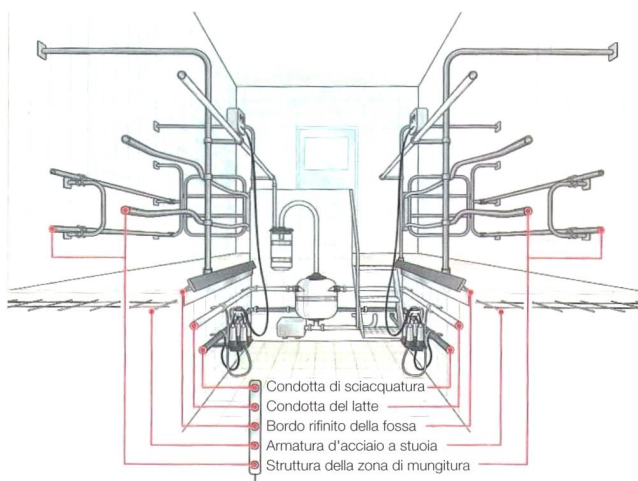 Condotta di sciacquatura
Condotta del latte
Bordo rifinito della fossa
Armatura d'acciaio a stuoia
Struttura della zona di mungitura